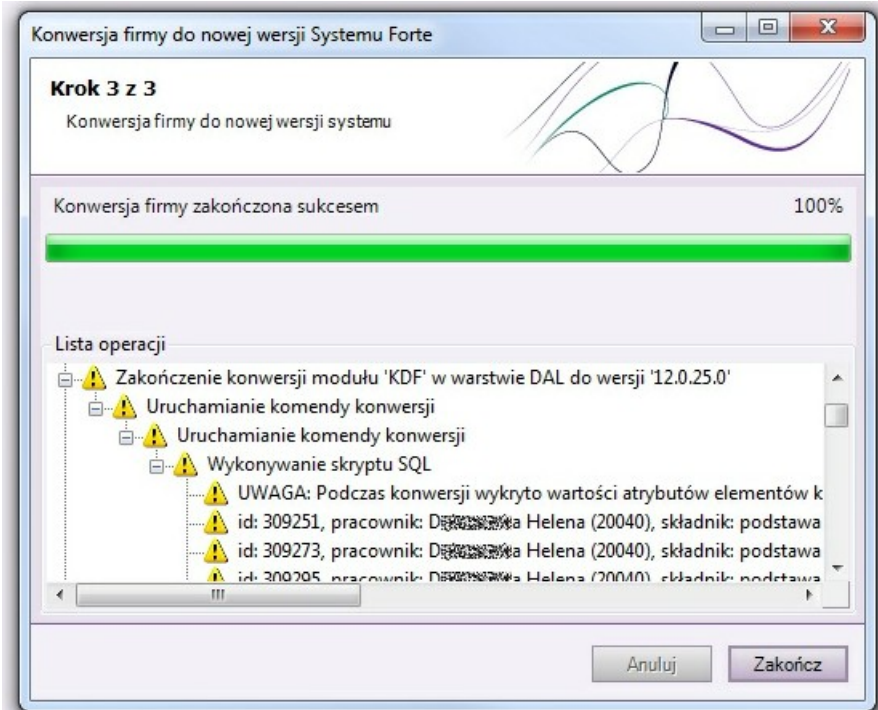 Konwersja firmy do nowej wersji Systemu Forte
Krok 3 z 3
Konwersja firmy do nowej wersji systemu
Konwersja firmy zakończona sukcesem 100%
Lista operacji
Zakończenie konwersji modułu 'KDF' w warstwie DAL do wersji '12.0.25.0'
Uruchamianie komendy konwersji
Uruchamianie komendy konwersji
Wykonywanie skryptu SQL
UWAGA: Podczas konwersji wykryto wartości atrybutów elementów k
id: 309251, pracownik: Helena (20040), składnik: podstawa
id: 309273, pracownik: Helena (20040), składnik: podstawa
id: 309295, pracownik: Helena (20040), składnik: podstawa
Anuluj Zakończ